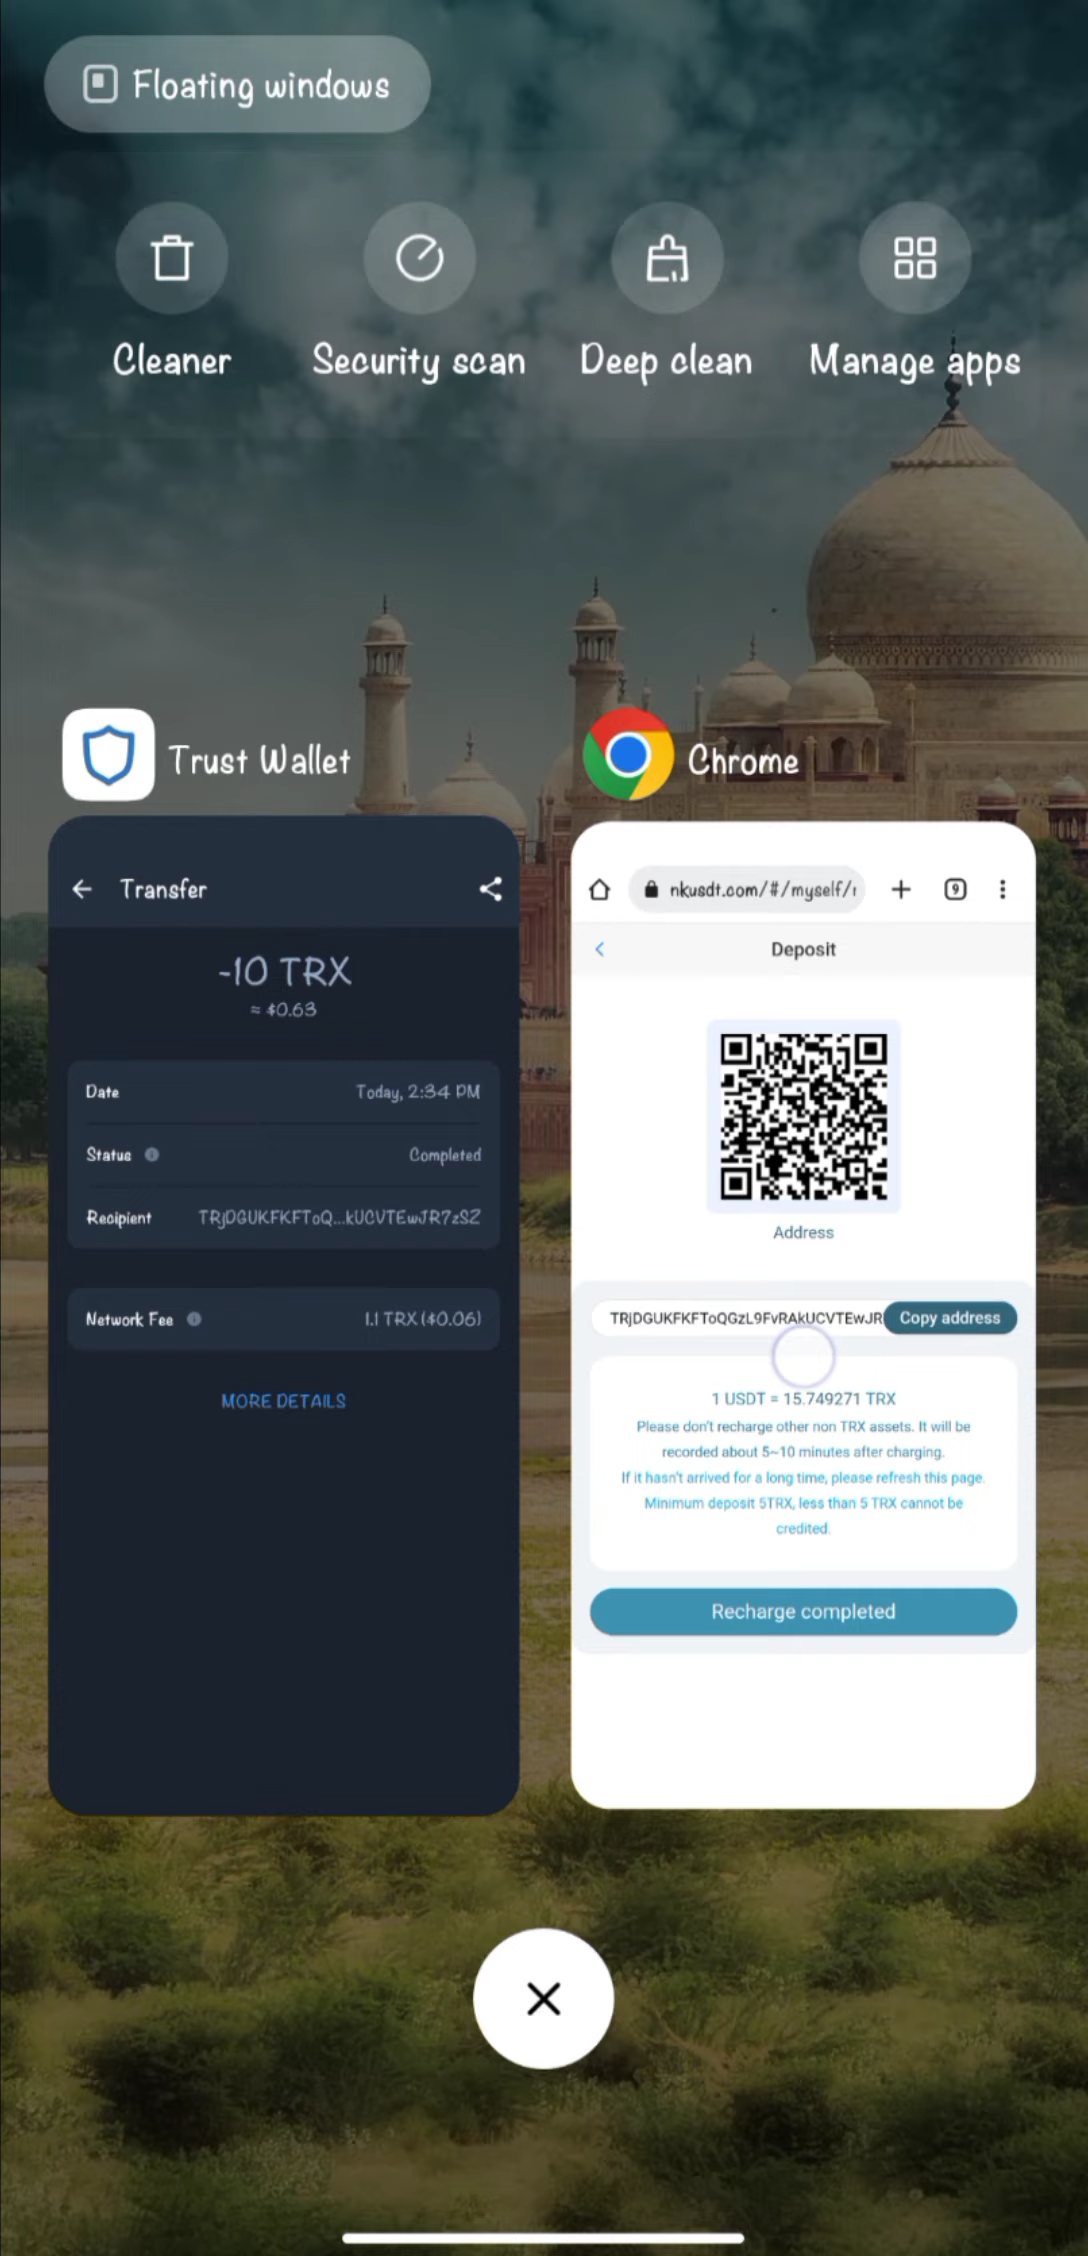 Floating windows
Cleaner
Security scan
Deep clean
Manage apps
Trust Wallet
Transfer
-10 TRX
≈ $0.63
Date
Today, 2:34 PM
Status
Completed
Recipient
TRjDGUKFKFToQ...kUCVTEwJR7zSZ
Network Fee
1.1 TRX ($0.06)
MORE DETAILS
Chrome
nkusdt.com/#/myself/
9
Deposit
Address
TRjDGUKFKFToQGzL9FvRAkUCVTEwJR
Copy address
1 USDT = 15.749271 TRX
Please don't recharge other non TRX assets. It will be
recorded about 5~10 minutes after charging.
If it hasn't arrived for a long time, please refresh this page.
Minimum deposit 5TRX, less than 5 TRX cannot be
credited.
Recharge completed